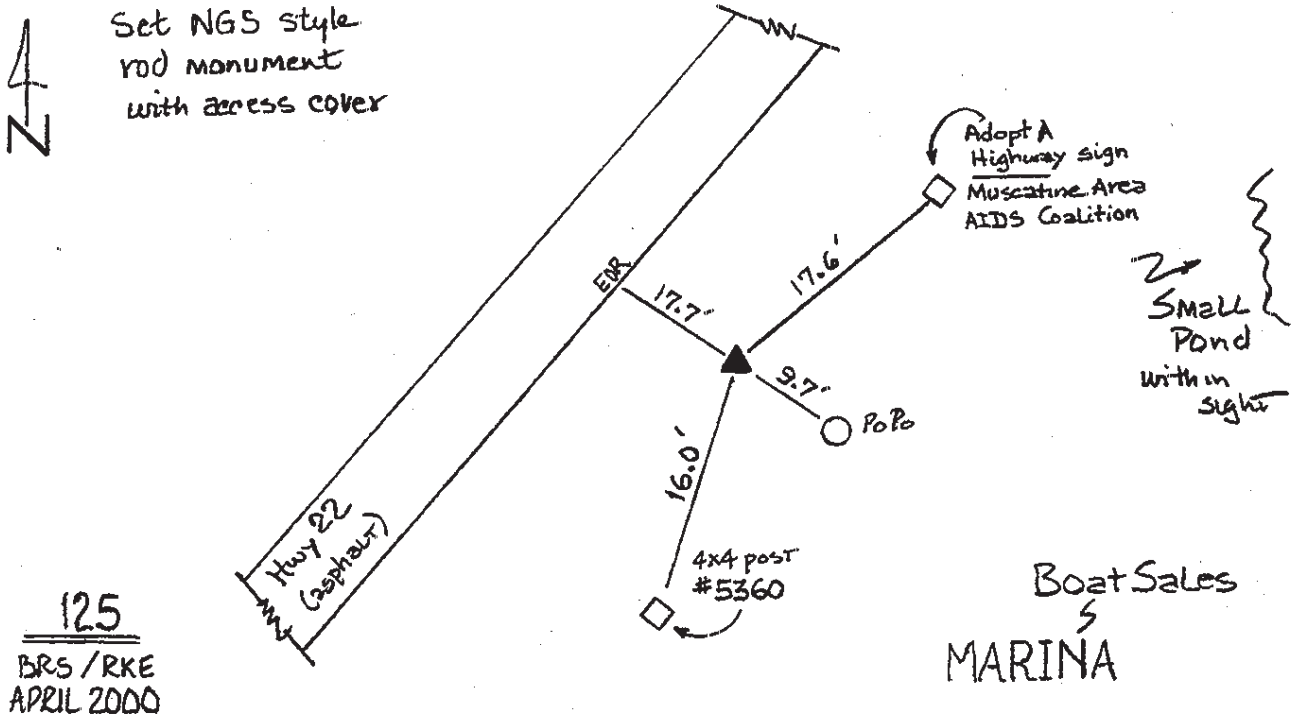 Set NGS style
rod monument
with access cover
N
Adopt A
Highway sign
Muscatine Area
AIDS Coalition
EOR
17.7'
17.6'
9.7'
PoPo
Small
Pond
within
sight
16.0'
Hwy 22
(asphalt)
4x4 post
#5360
Boat Sales
MARINA
125
BRS / RKE
APRIL 2000